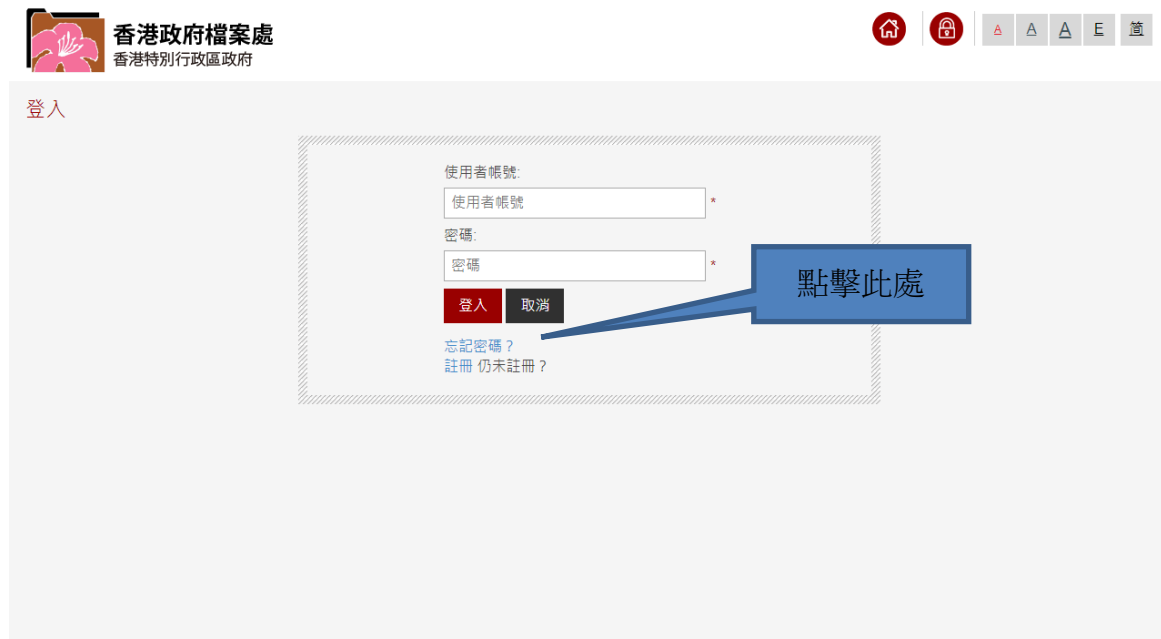 香港政府檔案處
香港特別行政區政府
A A A E 简
登入
使用者帳號:
使用者帳號 *
密碼:
密碼 *
點擊此處
登入 取消
忘記密碼？
註冊 仍未註冊？